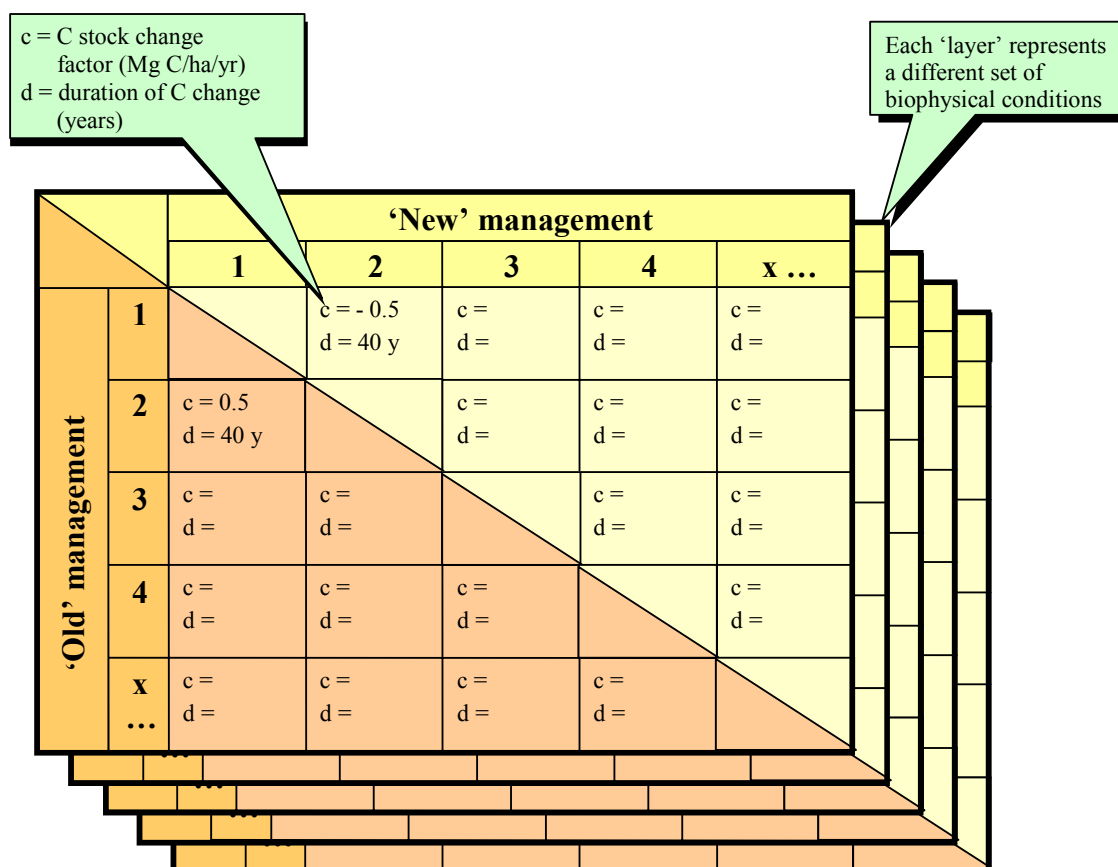 c = C stock change
factor (Mg C/ha/yr)
d = duration of C change
(years)
Each ‘layer’ represents
a different set of
biophysical conditions
‘New’ management
1 2 3 4 x …
‘Old’ management
1
c = - 0.5 c = c = c =
d = 40 y d = d = d =
2
c = 0.5 c = c = c =
d = 40 y d = d = d =
3
c = c = c = c =
d = d = d = d =
4
c = c = c = c =
d = d = d = d =
x
…
c = c = c = c =
d = d = d = d =
…
…
…